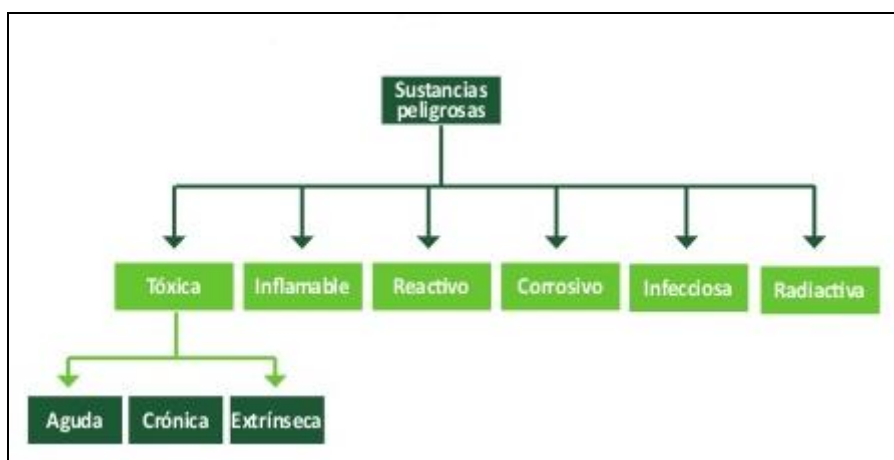 Sustancias
peligrosas
Tóxica
Inflamable
Reactivo
Corrosivo
Infecciosa
Radiactiva
Aguda
Crónica
Extrínseca